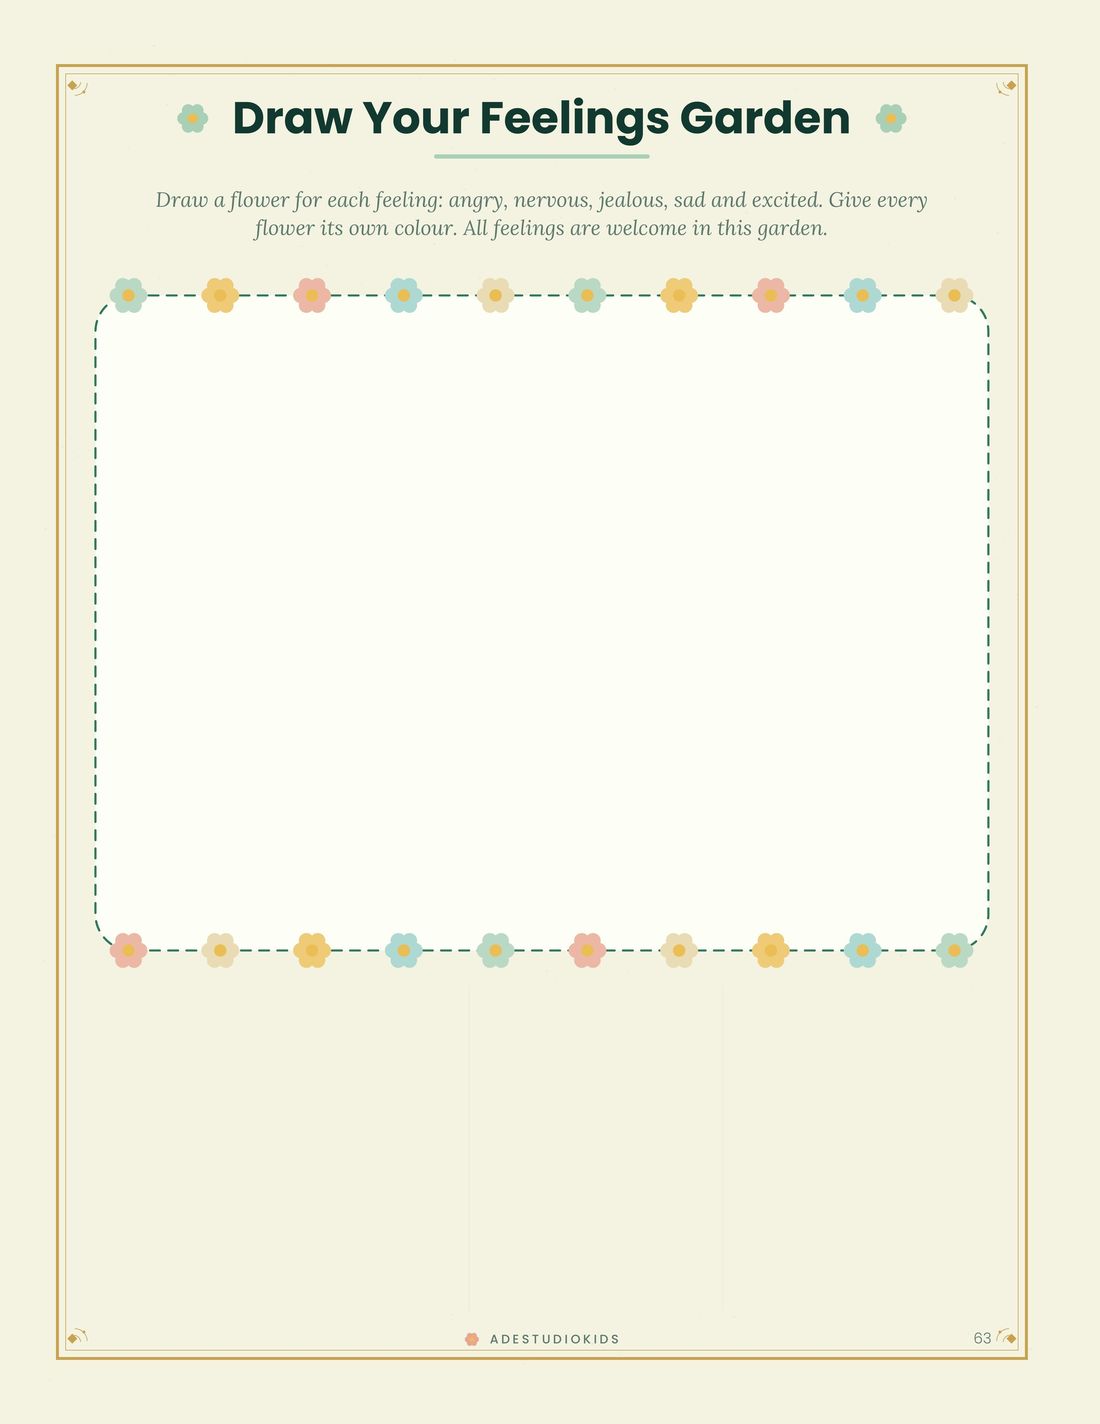 Draw Your Feelings Garden
Draw a flower for each feeling: angry, nervous, jealous, sad and excited. Give every
flower its own colour. All feelings are welcome in this garden.
ADESTUDIOKIDS
63